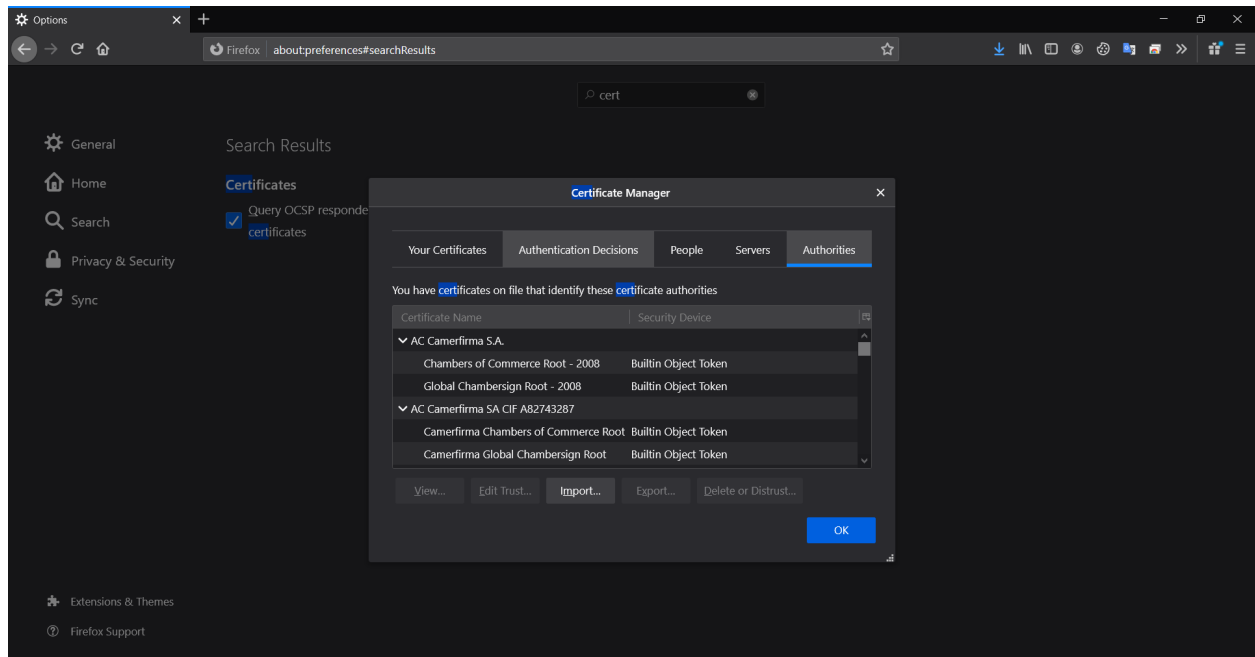 Options
Firefox about:preferences#searchResults
cert
General
Home
Search
Privacy & Security
Sync
Extensions & Themes
Firefox Support
Search Results
Certificates
Query OCSP responde
certificates
Certificate Manager
Your Certificates Authentication Decisions People Servers Authorities
You have certificates on file that identify these certificate authorities
Certificate Name Security Device
AC Camerfirma S.A.
Chambers of Commerce Root - 2008 Builtin Object Token
Global Chambersign Root - 2008 Builtin Object Token
AC Camerfirma SA CIF A82743287
Camerfirma Chambers of Commerce Root Builtin Object Token
Camerfirma Global Chambersign Root Builtin Object Token
View... Edit Trust... Import... Export... Delete or Distrust...
OK